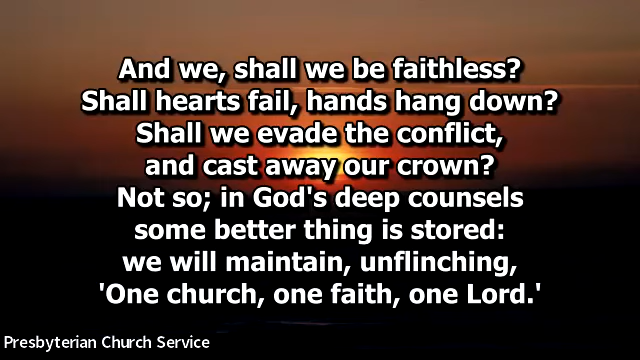 And we, shall we be faithless?
Shall hearts fail, hands hang down?
Shall we evade the conflict,
and cast away our crown?
Not so; in God's deep counsels
some better thing is stored:
we will maintain, unflinching,
'One church, one faith, one Lord.'
Presbyterian Church Service